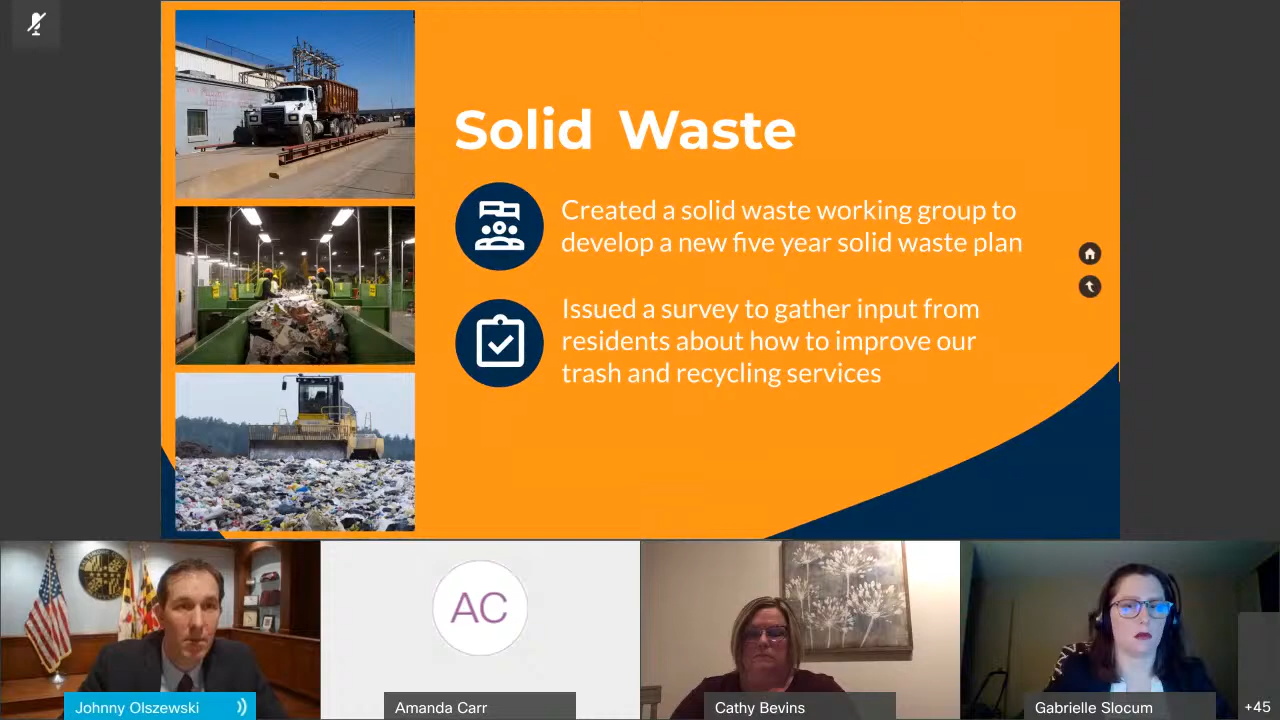 Solid Waste
Created a solid waste working group to
develop a new five year solid waste plan
Issued a survey to gather input from
residents about how to improve our
trash and recycling services
AC
Johnny Olszewski
Amanda Carr
Cathy Bevins
Gabrielle Slocum
+45